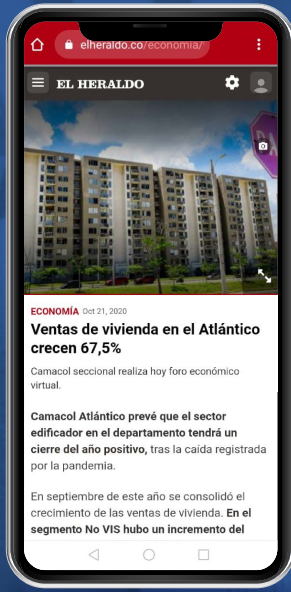 elheraldo.co/economia/
EL HERALDO
PA
ECONOMÍA Oct 21, 2020
Ventas de vivienda en el Atlántico
crecen 67,5%
Camacol seccional realiza hoy foro económico
virtual.
Camacol Atlántico prevé que el sector
edificador en el departamento tendrá un
cierre del año positivo, tras la caída registrada
por la pandemia.
En septiembre de este año se consolidó el
crecimiento de las ventas de vivienda. En el
segmento No VIS hubo un incremento del